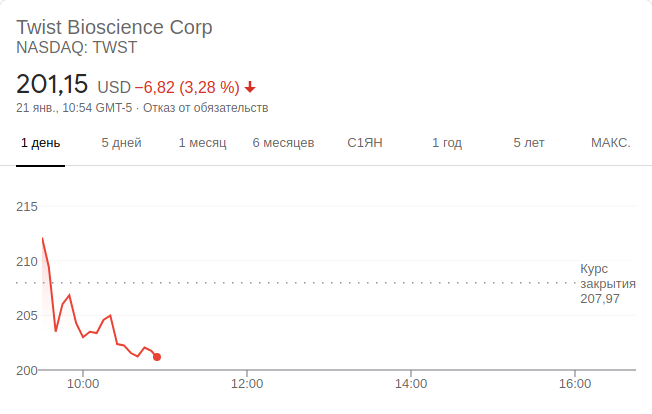 Twist Bioscience Corp
NASDAQ: TWST
201,15 USD −6,82 (3,28 %)
21 янв., 10:54 GMT-5 · Отказ от обязательств
1 день 5 дней 1 месяц 6 месяцев С1ЯН 1 год 5 лет МАКС.
215
210
Курс
закрытия
207,97
205
200
10:00 12:00 14:00 16:00